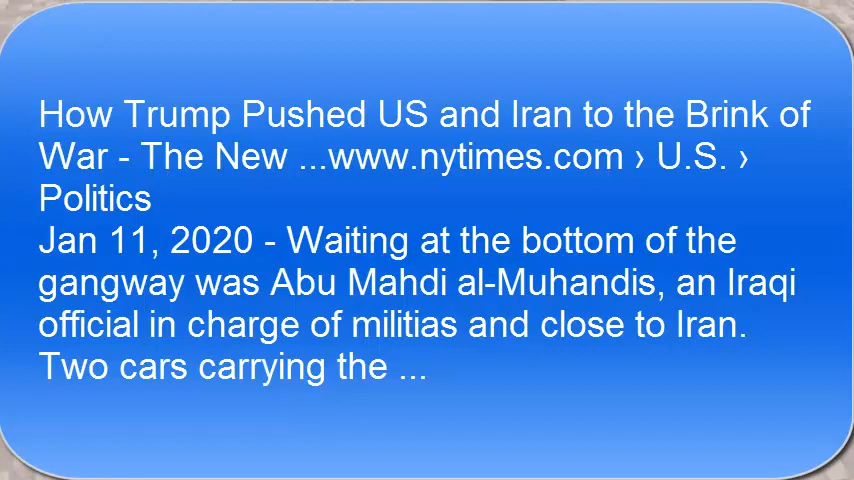 How Trump Pushed US and Iran to the Brink of
War - The New ...www.nytimes.com › U.S. ›
Politics
Jan 11, 2020 - Waiting at the bottom of the
gangway was Abu Mahdi al-Muhandis, an Iraqi
official in charge of militias and close to Iran.
Two cars carrying the ...